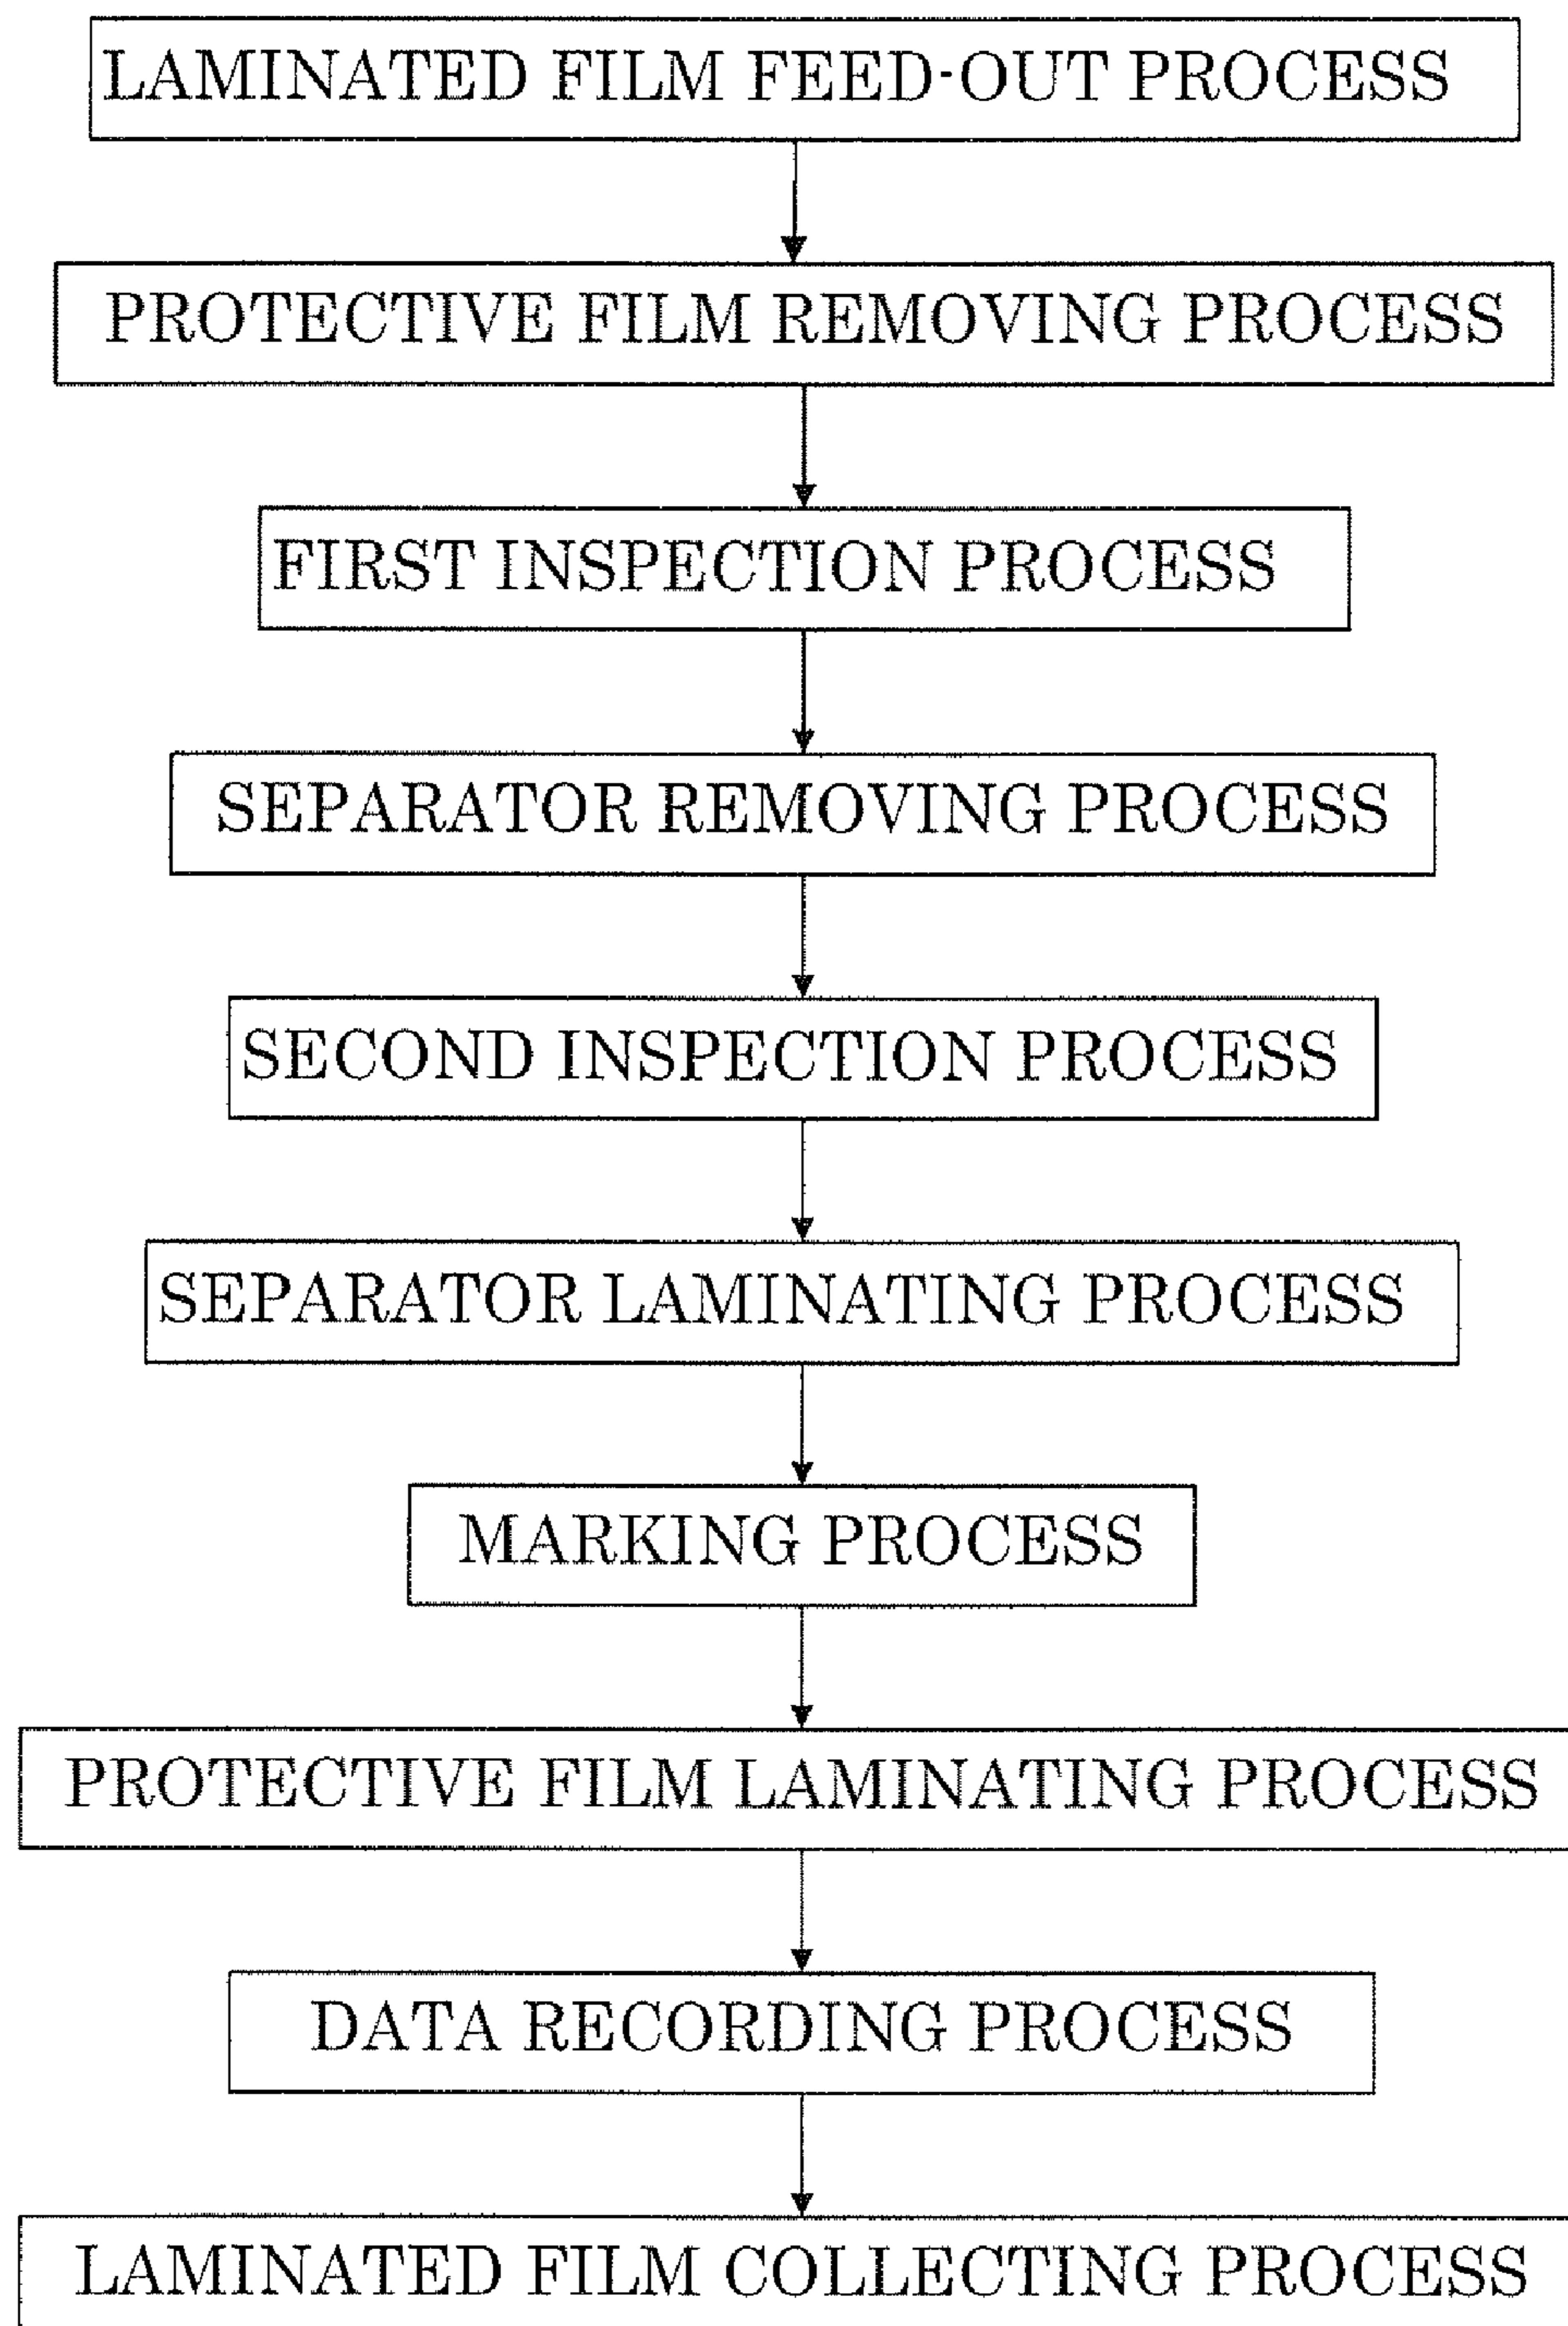 LAMINATED FILM FEED-OUT PROCESS
PROTECTIVE FILM REMOVING PROCESS
FIRST INSPECTION PROCESS
SEPARATOR REMOVING PROCESS
SECOND INSPECTION PROCESS
SEPARATOR LAMINATING PROCESS
MARKING PROCESS
PROTECTIVE FILM LAMINATING PROCESS
DATA RECORDING PROCESS
LAMINATED FILM COLLECTING PROCESS